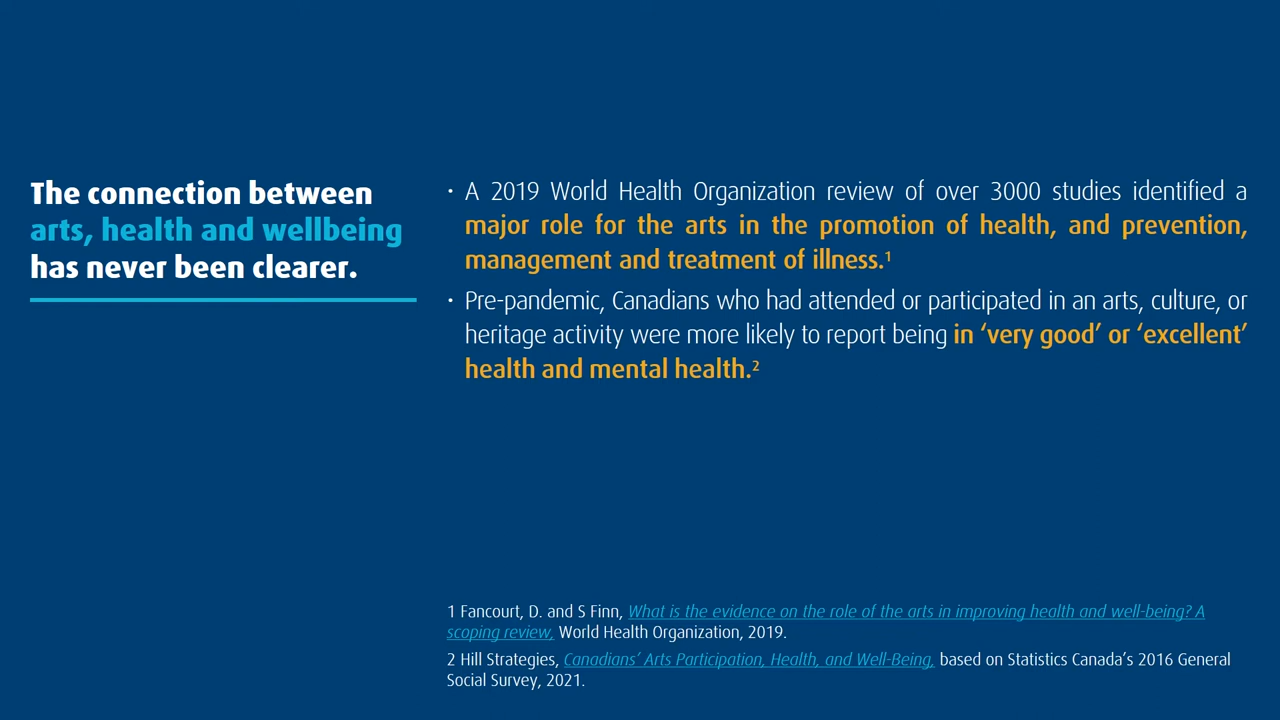 The connection between
arts, health and wellbeing
has never been clearer.
• A 2019 World Health Organization review of over 3000 studies identified a
major role for the arts in the promotion of health, and prevention,
management and treatment of illness.¹
• Pre-pandemic, Canadians who had attended or participated in an arts, culture, or
heritage activity were more likely to report being in ‘very good’ or ‘excellent’
health and mental health.²
1 Fancourt, D. and S Finn, What is the evidence on the role of the arts in improving health and well-being? A
scoping review, World Health Organization, 2019.
2 Hill Strategies, Canadians’ Arts Participation, Health, and Well-Being, based on Statistics Canada’s 2016 General
Social Survey, 2021.